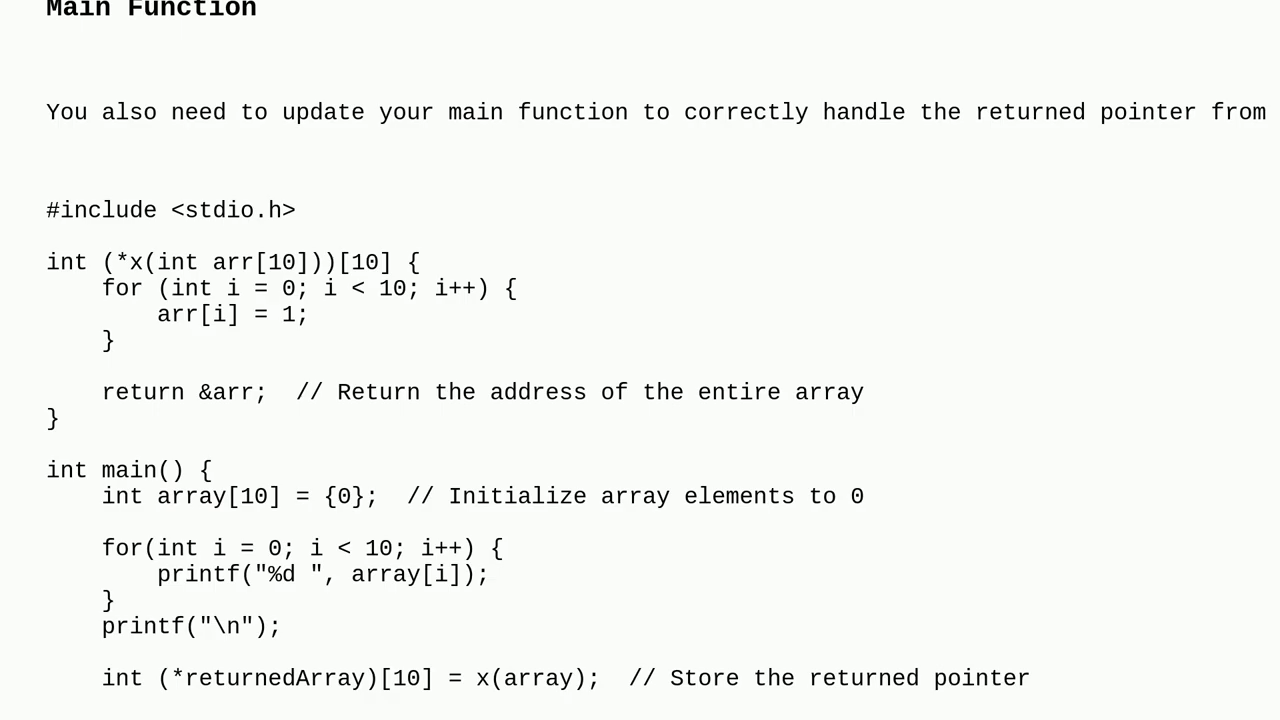 Main Function
You also need to update your main function to correctly handle the returned pointer from
#include <stdio.h>
int (*x(int arr[10]))[10] {
    for (int i = 0; i < 10; i++) {
        arr[i] = 1;
    }
    return &arr;  // Return the address of the entire array
}
int main() {
    int array[10] = {0};  // Initialize array elements to 0
    for(int i = 0; i < 10; i++) {
        printf("%d ", array[i]);
    }
    printf("\n");
    int (*returnedArray)[10] = x(array);  // Store the returned pointer